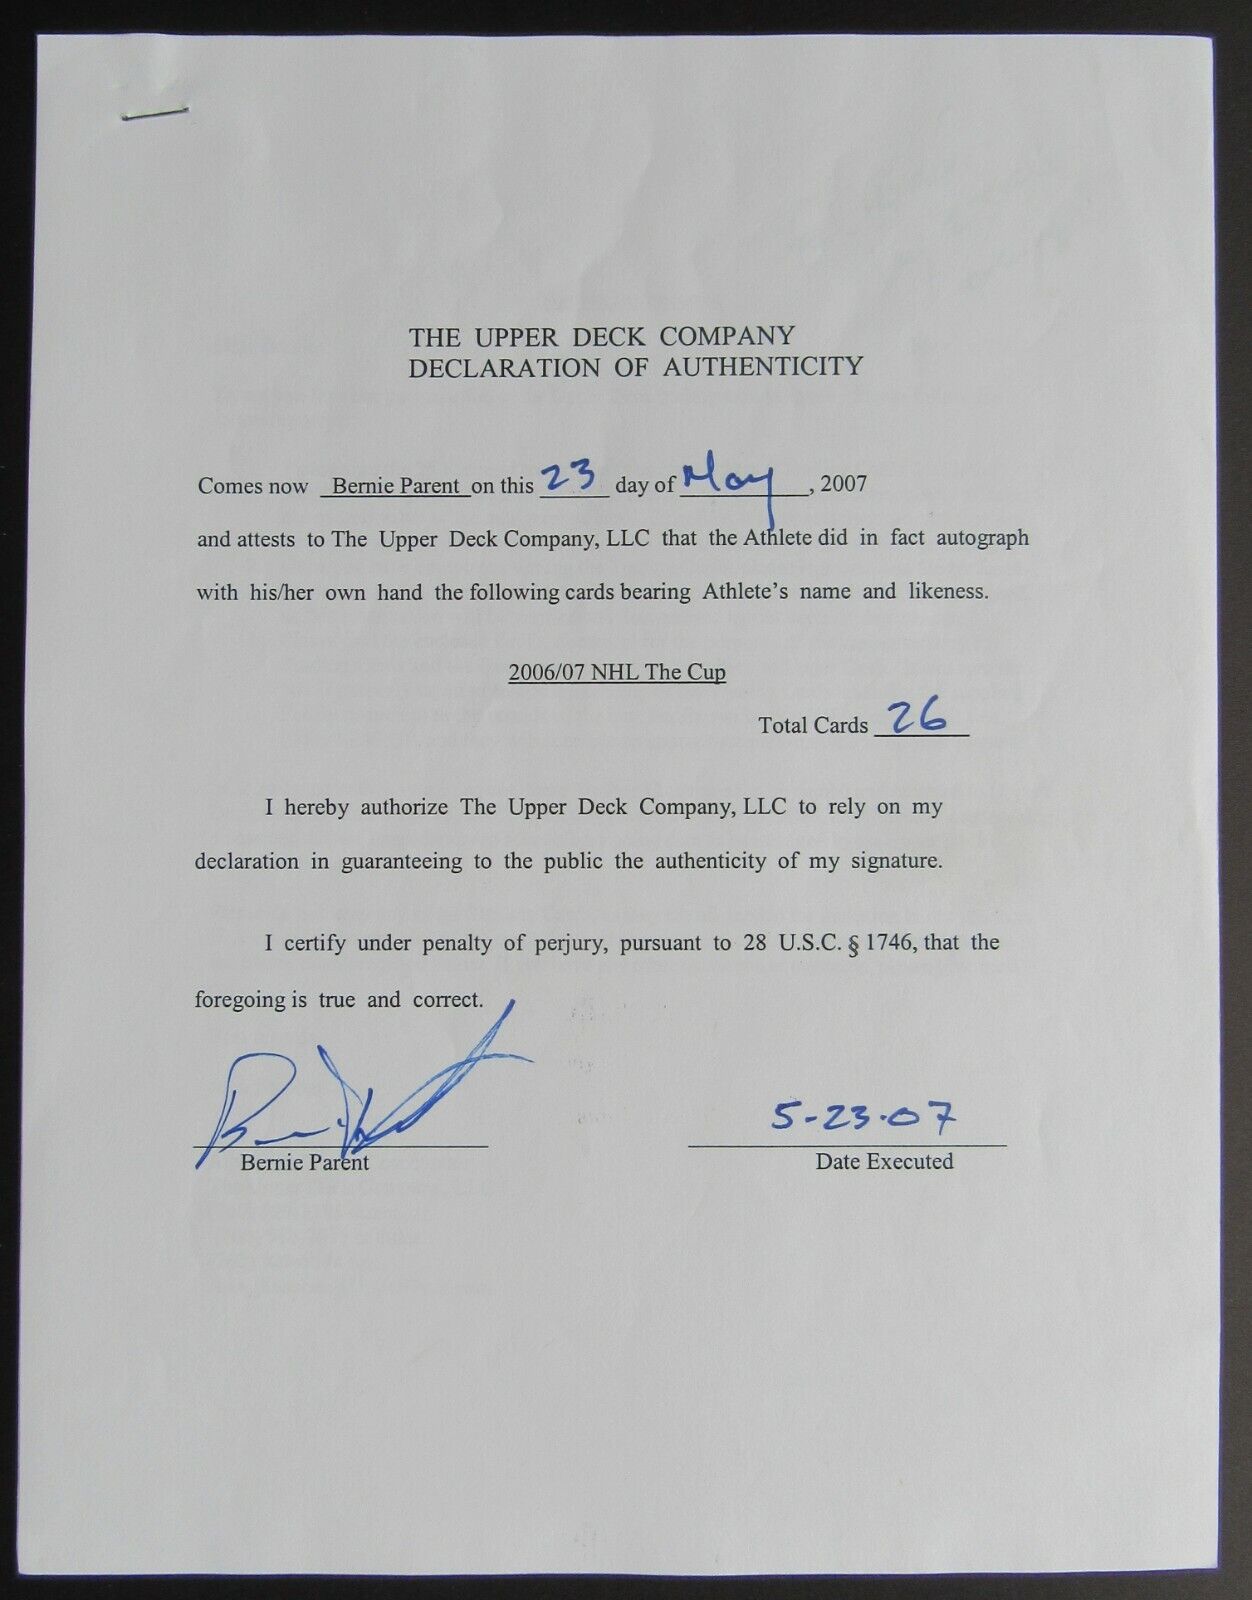 THE UPPER DECK COMPANY
DECLARATION OF AUTHENTICITY
Comes now Bernie Parent on this 23 day of May, 2007
and attests to The Upper Deck Company, LLC that the Athlete did in fact autograph
with his/her own hand the following cards bearing Athlete's name and likeness.
2006/07 NHL The Cup
Total Cards 26
I hereby authorize The Upper Deck Company, LLC to rely on my
declaration in guaranteeing to the public the authenticity of my signature.
I certify under penalty of perjury, pursuant to 28 U.S.C. § 1746, that the
foregoing is true and correct.
5-23-07
Bernie Parent Date Executed